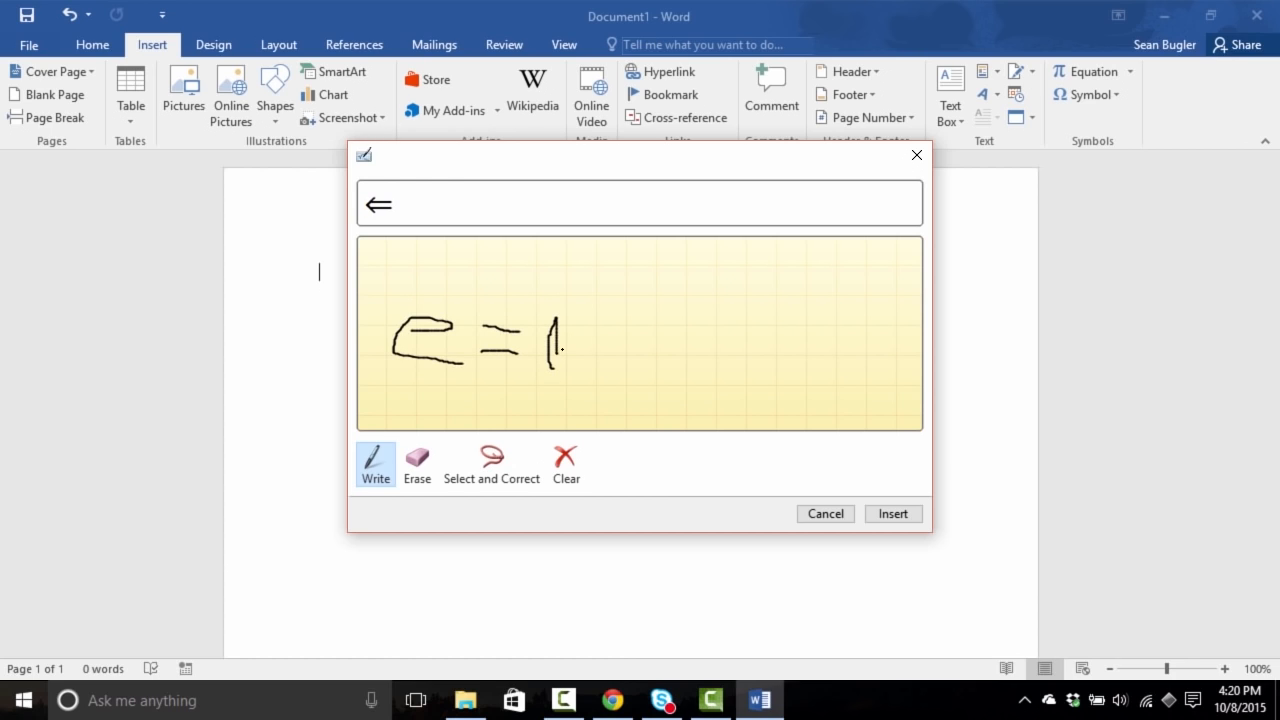 Document1 - Word
File Home Insert Design Layout References Mailings Review View Tell me what you want to do... Sean Bugler Share
Cover Page
Blank Page
Page Break
Pages
Table
Tables
Pictures
Online Pictures
Shapes
SmartArt
Chart
Screenshot
Illustrations
Store
My Add-ins
W
Wikipedia
Add-ins
Online Video
Media
Hyperlink
Bookmark
Cross-reference
Links
Comment
Comments
Header
Footer
Page Number
Header & Footer
A
Text Box
Text
π Equation
Ω Symbol
Symbols
⇐
e =
Write Erase Select and Correct Clear
Cancel Insert
Page 1 of 1 0 words 100%
Ask me anything
4:20 PM
10/8/2015